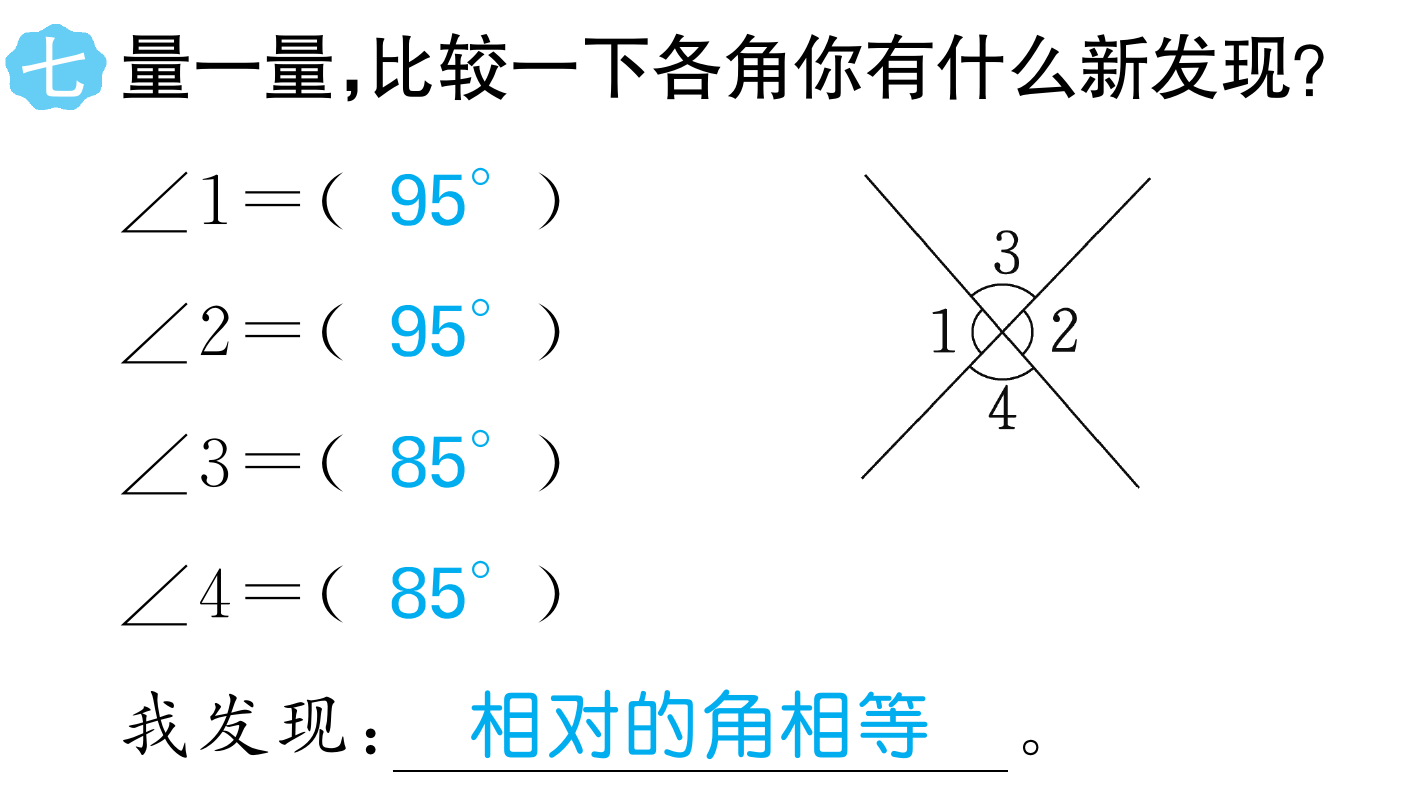 七 量一量,比较一下各角你有什么新发现?
∠1=( 95° )
∠2=( 95° )
∠3=( 85° )
∠4=( 85° )
3
1 2
4
我发现:相对的角相等。